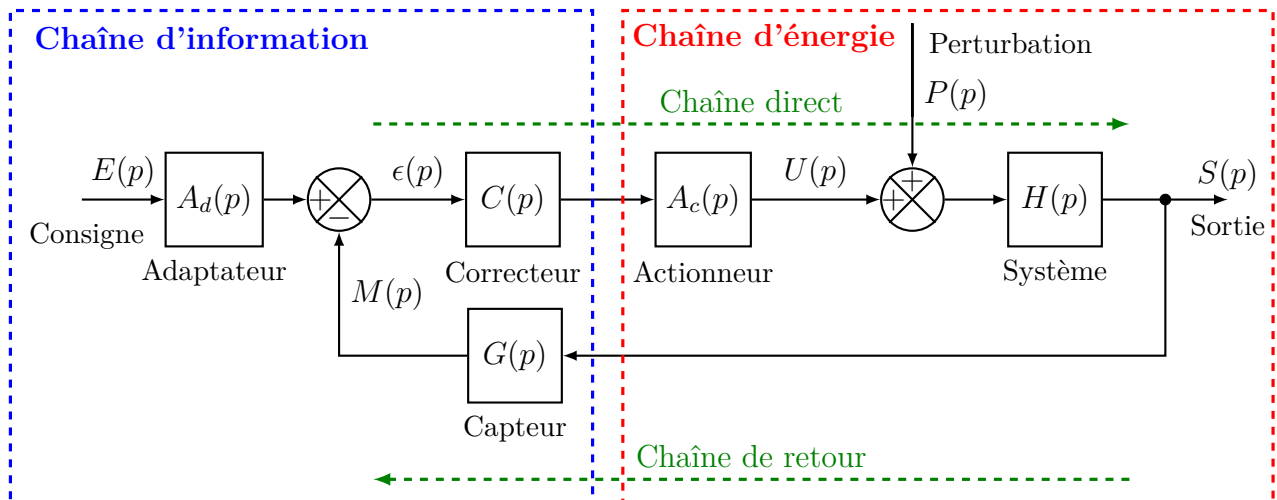 Chaîne d'information
Chaîne d'énergie
Perturbation
P(p)
Chaîne direct
E(p)
A_d(p)
+
−
ϵ(p)
C(p)
A_c(p)
U(p)
+
+
H(p)
S(p)
Consigne
Adaptateur
Correcteur
Actionneur
Système
Sortie
M(p)
G(p)
Capteur
Chaîne de retour